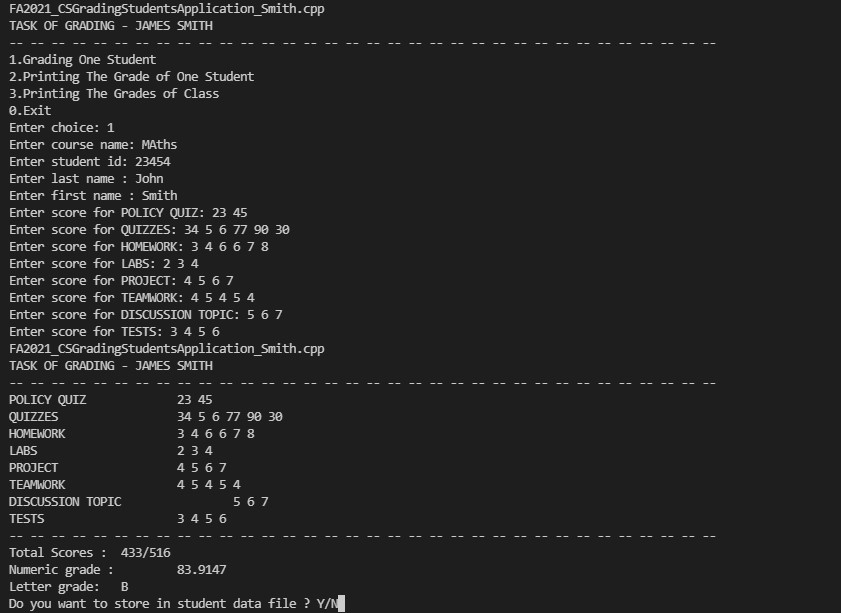 FA2021_CSGradingStudentsApplication_Smith.cpp
TASK OF GRADING - JAMES SMITH
-- -- -- -- -- -- -- -- -- -- -- -- -- -- -- -- -- -- -- -- -- -- -- -- -- -- -- -- -- -- -- -- -- --
1.Grading One Student
2.Printing The Grade of One Student
3.Printing The Grades of Class
0.Exit
Enter choice: 1
Enter course name: MAths
Enter student id: 23454
Enter last name : John
Enter first name : Smith
Enter score for POLICY QUIZ: 23 45
Enter score for QUIZZES: 34 5 6 77 90 30
Enter score for HOMEWORK: 3 4 6 6 7 8
Enter score for LABS: 2 3 4
Enter score for PROJECT: 4 5 6 7
Enter score for TEAMWORK: 4 5 4 5 4
Enter score for DISCUSSION TOPIC: 5 6 7
Enter score for TESTS: 3 4 5 6
FA2021_CSGradingStudentsApplication_Smith.cpp
TASK OF GRADING - JAMES SMITH
-- -- -- -- -- -- -- -- -- -- -- -- -- -- -- -- -- -- -- -- -- -- -- -- -- -- -- -- -- -- -- -- -- --
POLICY QUIZ 23 45
QUIZZES 34 5 6 77 90 30
HOMEWORK 3 4 6 6 7 8
LABS 2 3 4
PROJECT 4 5 6 7
TEAMWORK 4 5 4 5 4
DISCUSSION TOPIC 5 6 7
TESTS 3 4 5 6
-- -- -- -- -- -- -- -- -- -- -- -- -- -- -- -- -- -- -- -- -- -- -- -- -- -- -- -- -- -- -- -- -- --
Total Scores : 433/516
Numeric grade : 83.9147
Letter grade: B
Do you want to store in student data file ? Y/N